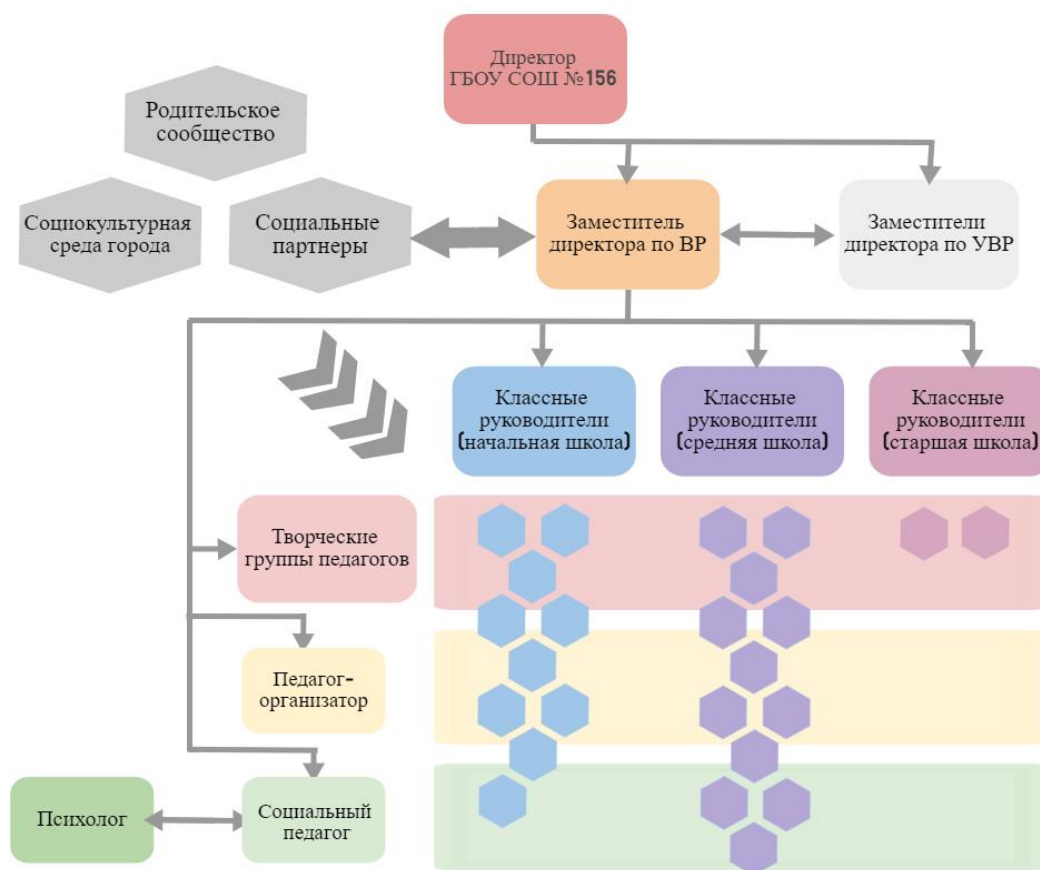 Директор
ГБОУ СОШ №156
Родительское
сообщество
Социокультурная
среда города
Социальные
партнеры
Заместитель
директора по ВР
Заместители
директора по УВР
Классные
руководители
(начальная школа)
Классные
руководители
(средняя школа)
Классные
руководители
(старшая школа)
Творческие
группы педагогов
Педагог-
организатор
Психолог
Социальный
педагог